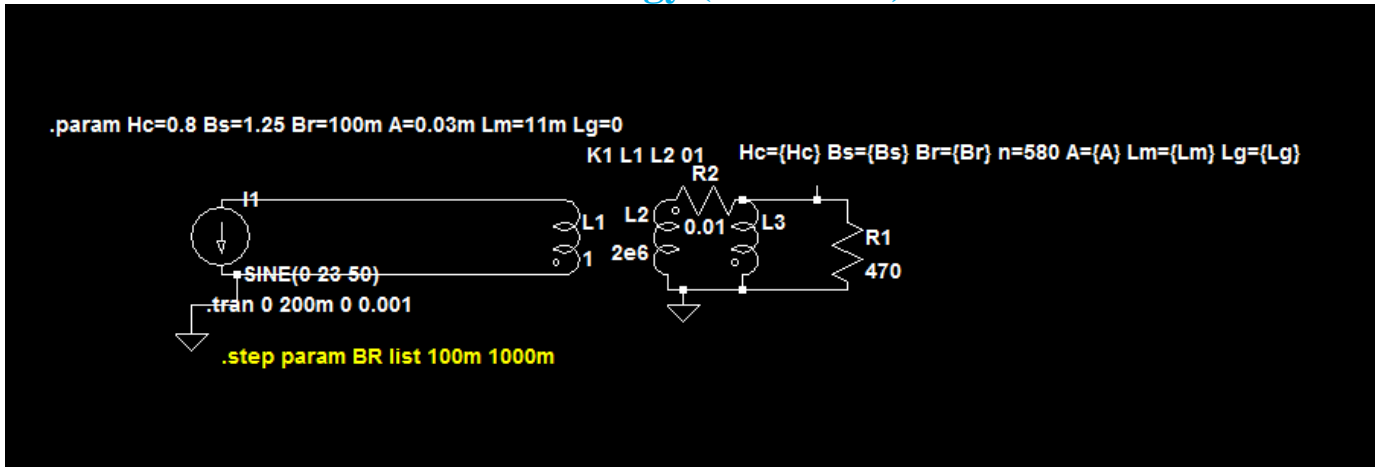 .param Hc=0.8 Bs=1.25 Br=100m A=0.03m Lm=11m Lg=0
K1 L1 L2 01
Hc={Hc} Bs={Bs} Br={Br} n=580 A={A} Lm={Lm} Lg={Lg}
R2
I1
L1
L2
0.01
L3
R1
1
2e6
470
SINE(0 23 50)
.tran 0 200m 0 0.001
.step param BR list 100m 1000m